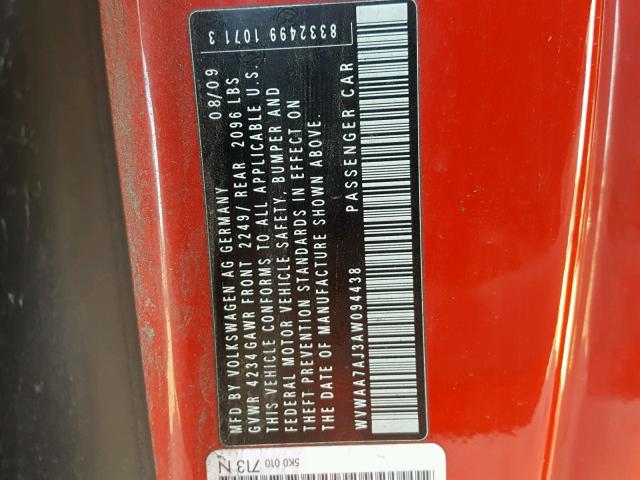 8332499 1071 3
MFD BY VOLKSWAGEN AG GERMANY 08/09
GVWR 4234GAWR FRONT 2249/ REAR 2096 LBS
THIS VEHICLE CONFORMS TO ALL APPLICABLE U.S.
FEDERAL MOTOR VEHICLE SAFETY, BUMPER AND
THEFT PREVENTION STANDARDS IN EFFECT ON
THE DATE OF MANUFACTURE SHOWN ABOVE.
WVWAA7AJ3AW094438 PASSENGER CAR
5K0 010 713 N